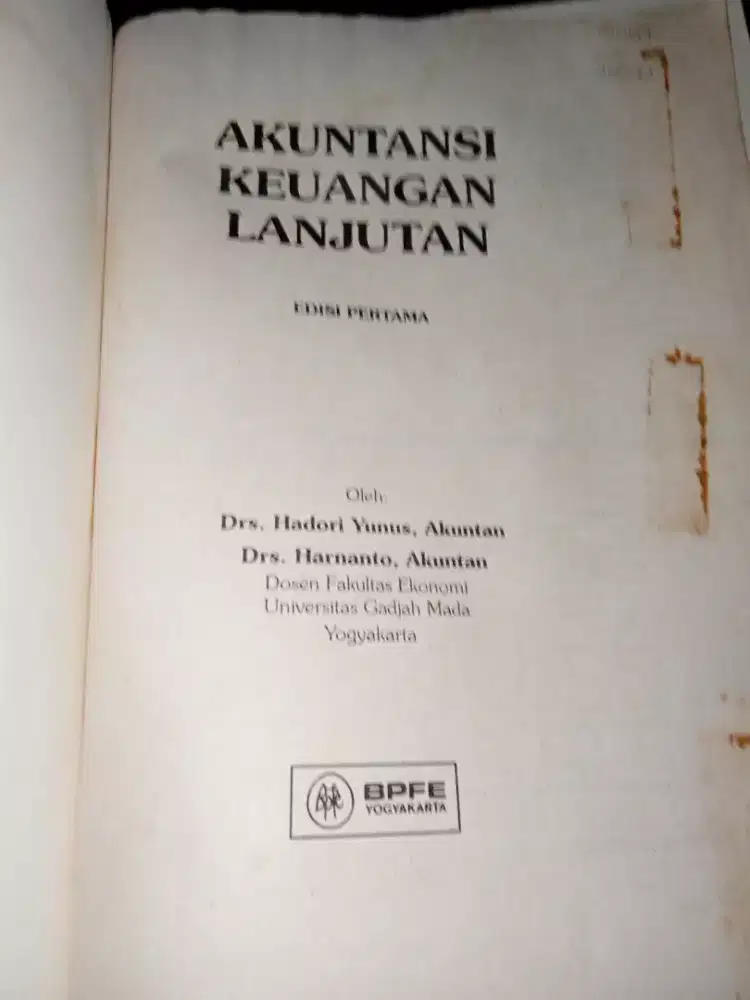 AKUNTANSI
KEUANGAN
LANJUTAN
EDISI PERTAMA
Oleh:
Drs. Hadori Yunus, Akuntan
Drs. Harnanto, Akuntan
Dosen Fakultas Ekonomi
Universitas Gadjah Mada
Yogyakarta
BPFE
YOGYAKARTA